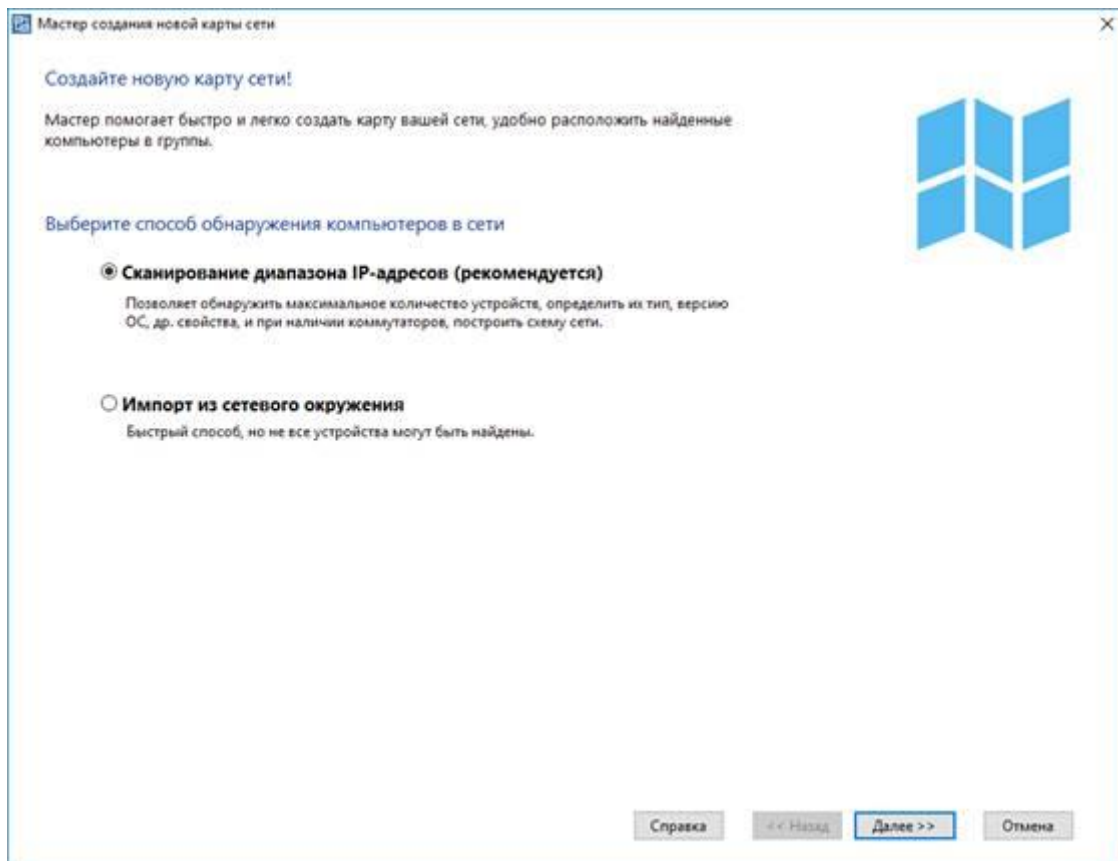 Мастер создания новой карты сети
Создайте новую карту сети!
Мастер помогает быстро и легко создать карту вашей сети, удобно расположить найденные
компьютеры в группы.
Выберите способ обнаружения компьютеров в сети
Сканирование диапазона IP-адресов (рекомендуется)
Позволяет обнаружить максимальное количество устройств, определить их тип, версию
ОС, др. свойства, и при наличии коммутаторов, построить схему сети.
Импорт из сетевого окружения
Быстрый способ, но не все устройства могут быть найдены.
Справка << Назад Далее >> Отмена